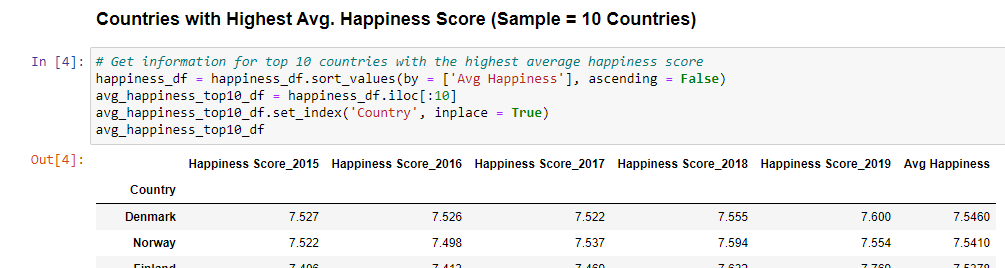 Countries with Highest Avg. Happiness Score (Sample = 10 Countries)
In [4]: # Get information for top 10 countries with the highest average happiness score
happiness_df = happiness_df.sort_values(by = ['Avg Happiness'], ascending = False)
avg_happiness_top10_df = happiness_df.iloc[:10]
avg_happiness_top10_df.set_index('Country', inplace = True)
avg_happiness_top10_df
Out[4]:
Happiness Score_2015 Happiness Score_2016 Happiness Score_2017 Happiness Score_2018 Happiness Score_2019 Avg Happiness
Country
Denmark 7.527 7.526 7.522 7.555 7.600 7.5460
Norway 7.522 7.498 7.537 7.594 7.554 7.5410
Finland